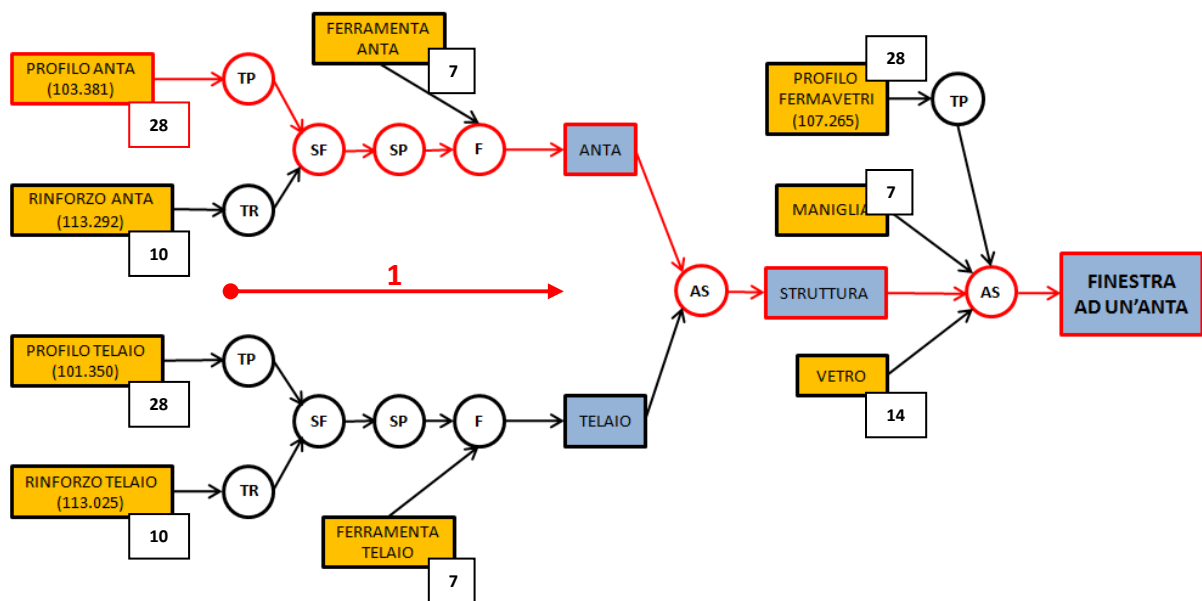 FERRAMENTA
ANTA
7
PROFILO ANTA
(103.381)
28
TP
SF
SP
F
ANTA
RINFORZO ANTA
(113.292)
10
TR
1
PROFILO TELAIO
(101.350)
28
TP
SF
SP
F
TELAIO
RINFORZO TELAIO
(113.025)
10
TR
FERRAMENTA
TELAIO
7
AS
STRUTTURA
28
PROFILO
FERMAVETRI
(107.265)
TP
7
MANIGLIA
AS
VETRO
14
FINESTRA
AD UN'ANTA